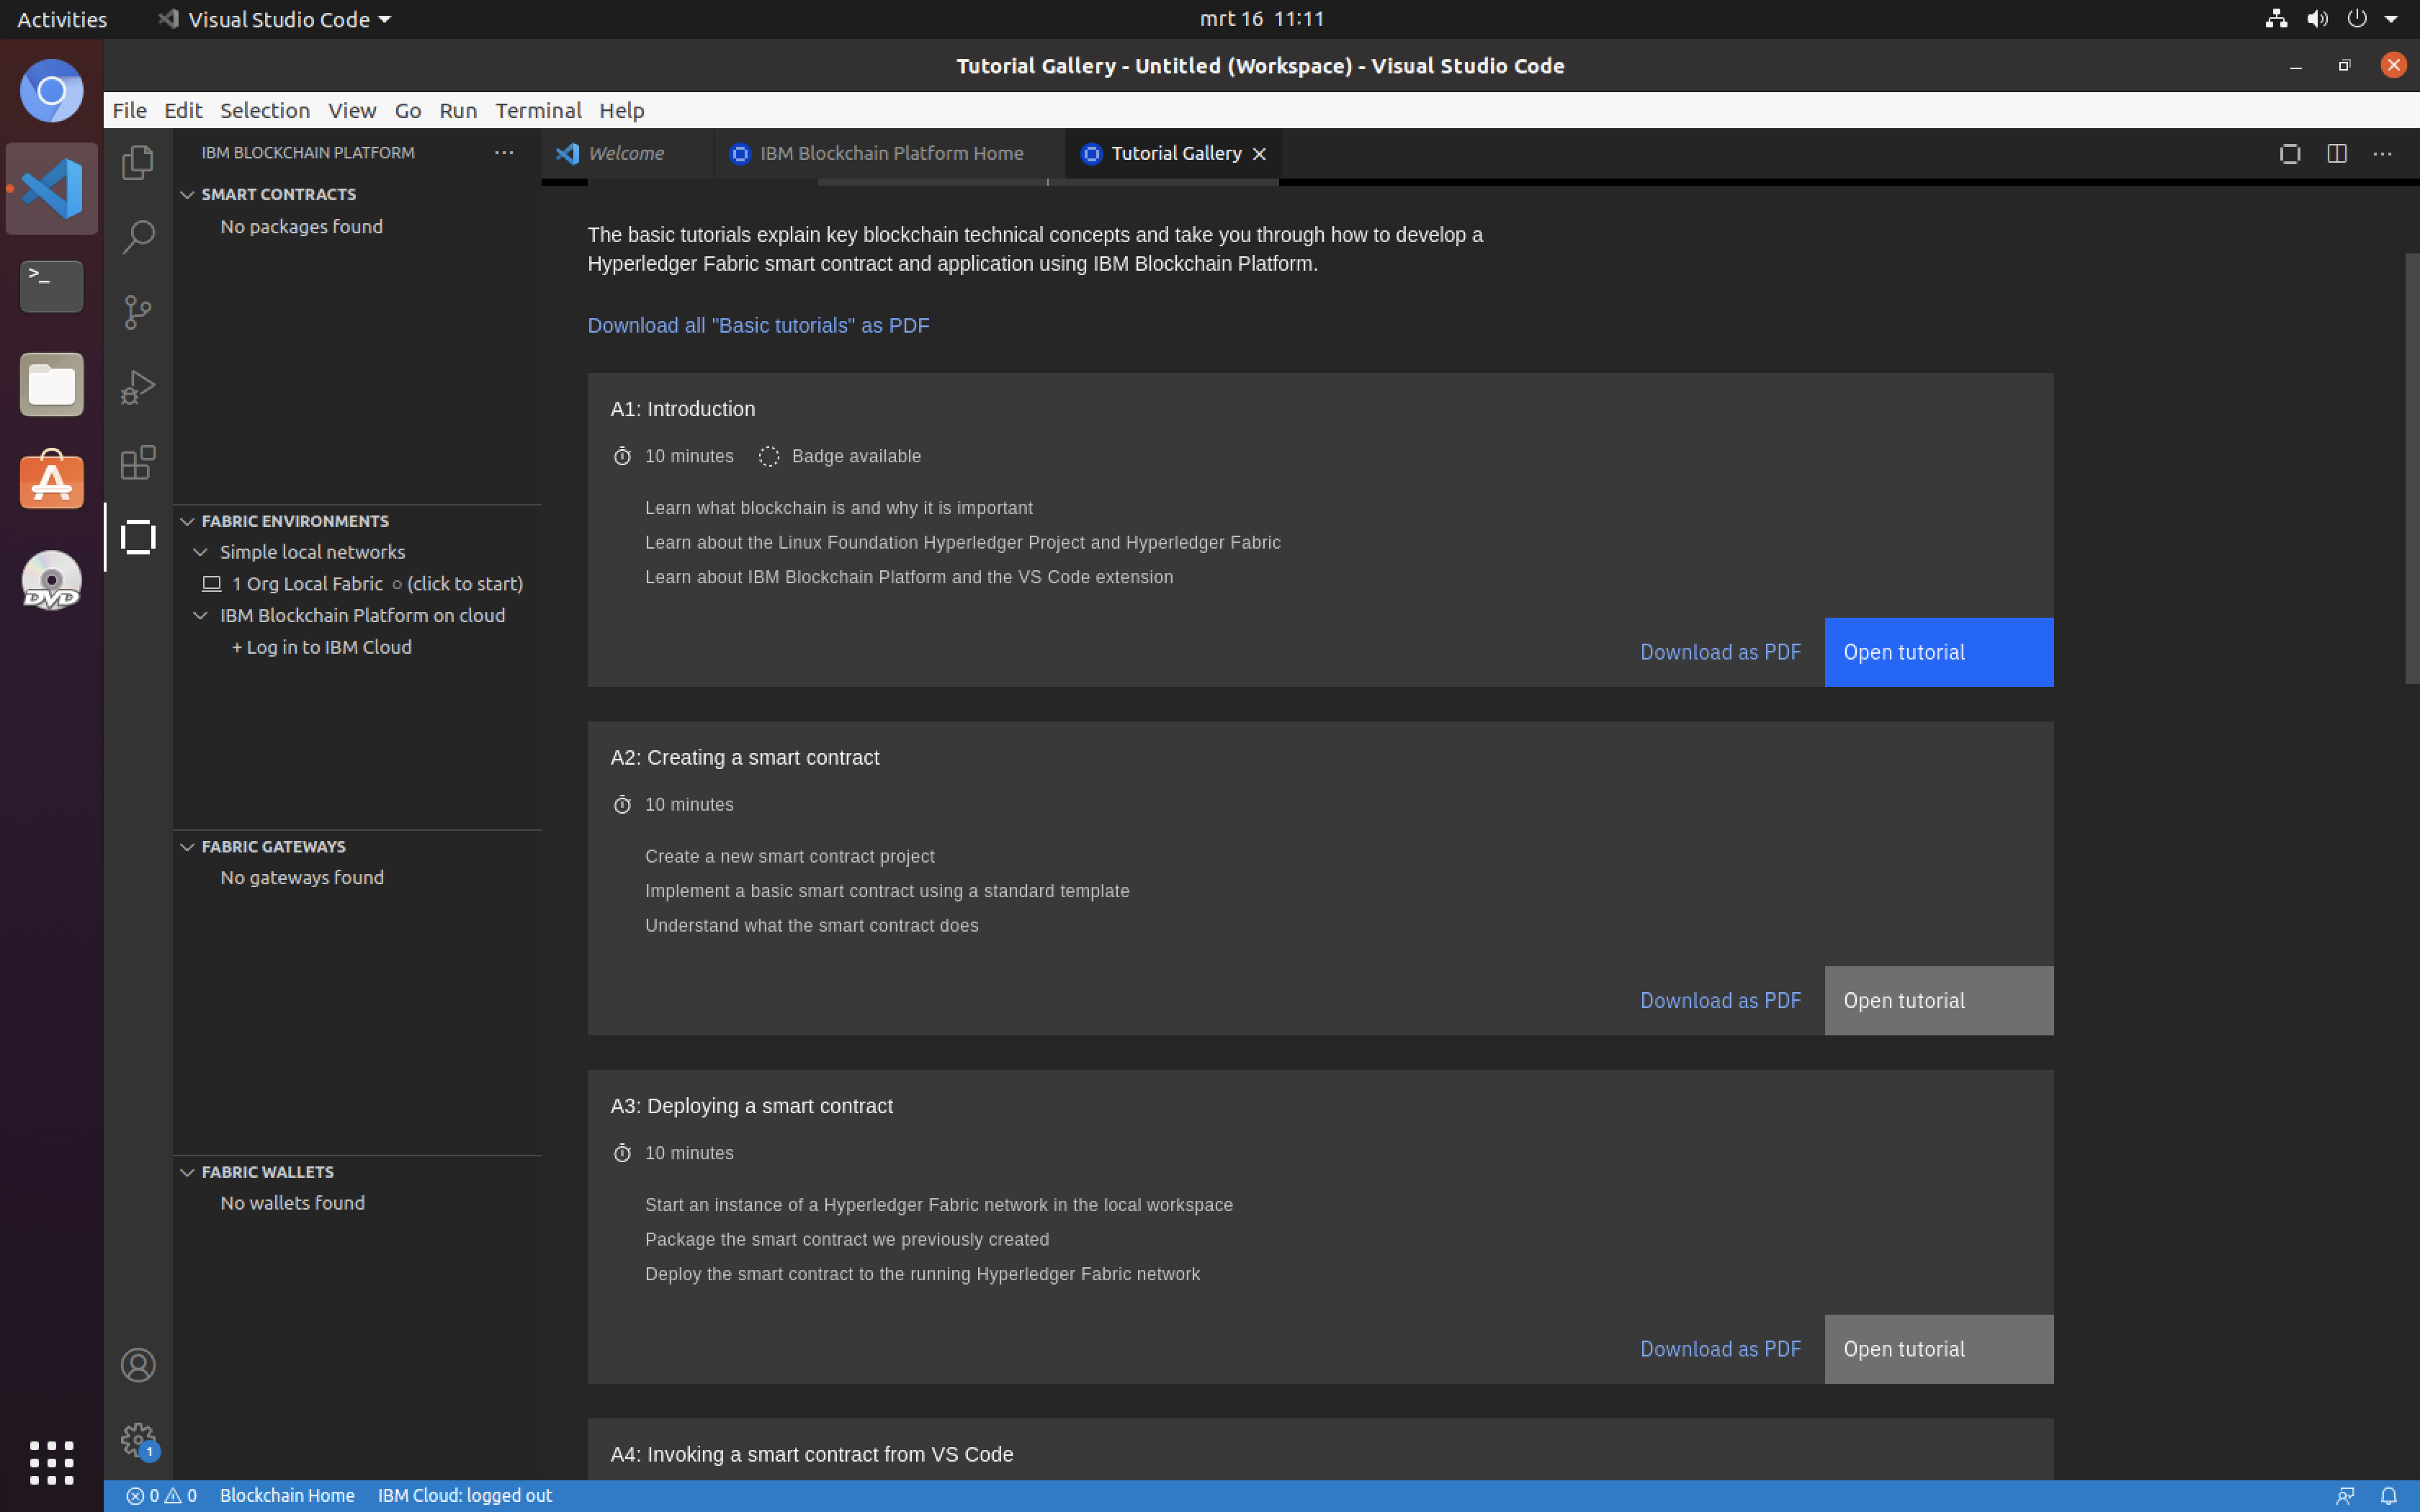 Activities
Visual Studio Code
mrt 16 11:11
Tutorial Gallery - Untitled (Workspace) - Visual Studio Code
File Edit Selection View Go Run Terminal Help
IBM BLOCKCHAIN PLATFORM
Welcome
IBM Blockchain Platform Home
Tutorial Gallery
SMART CONTRACTS
No packages found
FABRIC ENVIRONMENTS
Simple local networks
1 Org Local Fabric ○ (click to start)
IBM Blockchain Platform on cloud
+ Log in to IBM Cloud
FABRIC GATEWAYS
No gateways found
FABRIC WALLETS
No wallets found
The basic tutorials explain key blockchain technical concepts and take you through how to develop a
Hyperledger Fabric smart contract and application using IBM Blockchain Platform.
Download all "Basic tutorials" as PDF
A1: Introduction
10 minutes
Badge available
Learn what blockchain is and why it is important
Learn about the Linux Foundation Hyperledger Project and Hyperledger Fabric
Learn about IBM Blockchain Platform and the VS Code extension
Download as PDF
Open tutorial
A2: Creating a smart contract
10 minutes
Create a new smart contract project
Implement a basic smart contract using a standard template
Understand what the smart contract does
Download as PDF
Open tutorial
A3: Deploying a smart contract
10 minutes
Start an instance of a Hyperledger Fabric network in the local workspace
Package the smart contract we previously created
Deploy the smart contract to the running Hyperledger Fabric network
Download as PDF
Open tutorial
A4: Invoking a smart contract from VS Code
>_
DVD
1
0 0 Blockchain Home IBM Cloud: logged out